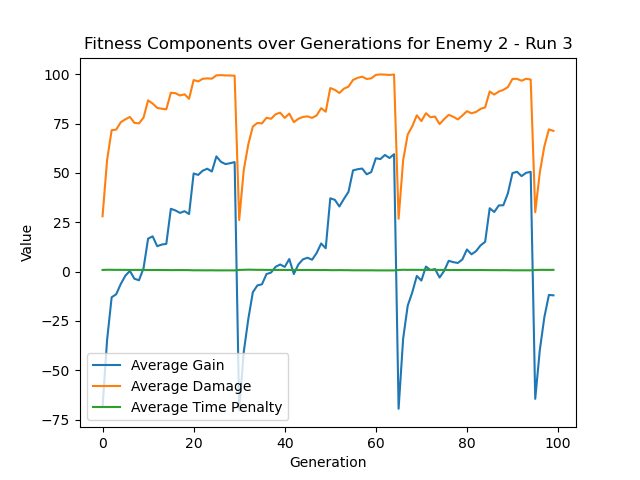 Fitness Components over Generations for Enemy 2 - Run 3
100
75
50
25
0
−25
−50
−75
Value
Average Gain
Average Damage
Average Time Penalty
0 20 40 60 80 100
Generation